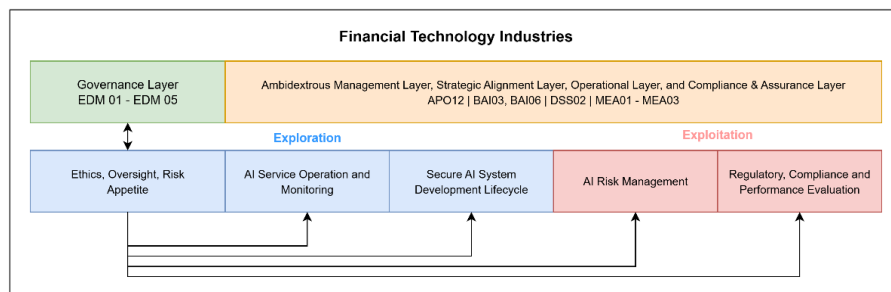 Financial Technology Industries
Governance Layer
EDM 01 - EDM 05
Ambidextrous Management Layer, Strategic Alignment Layer, Operational Layer, and Compliance & Assurance Layer
APO12 | BAI03, BAI06 | DSS02 | MEA01 - MEA03
Exploration
Exploitation
Ethics, Oversight, Risk
Appetite
AI Service Operation and
Monitoring
Secure AI System
Development Lifecycle
AI Risk Management
Regulatory, Compliance and
Performance Evaluation